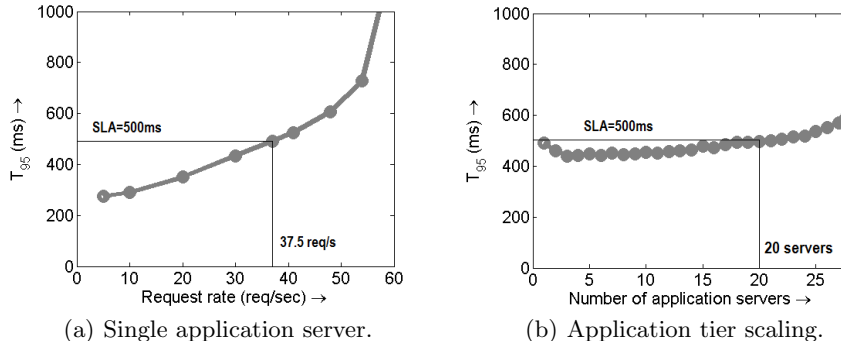 1000
800
600
400
200
0
T95 (ms) →
SLA=500ms
37.5 req/s
10 20 30 40 50 60
Request rate (req/sec) →
(a) Single application server.
1000
800
600
400
200
0
T95 (ms) →
SLA=500ms
20 servers
0 5 10 15 20 25
Number of application servers →
(b) Application tier scaling.